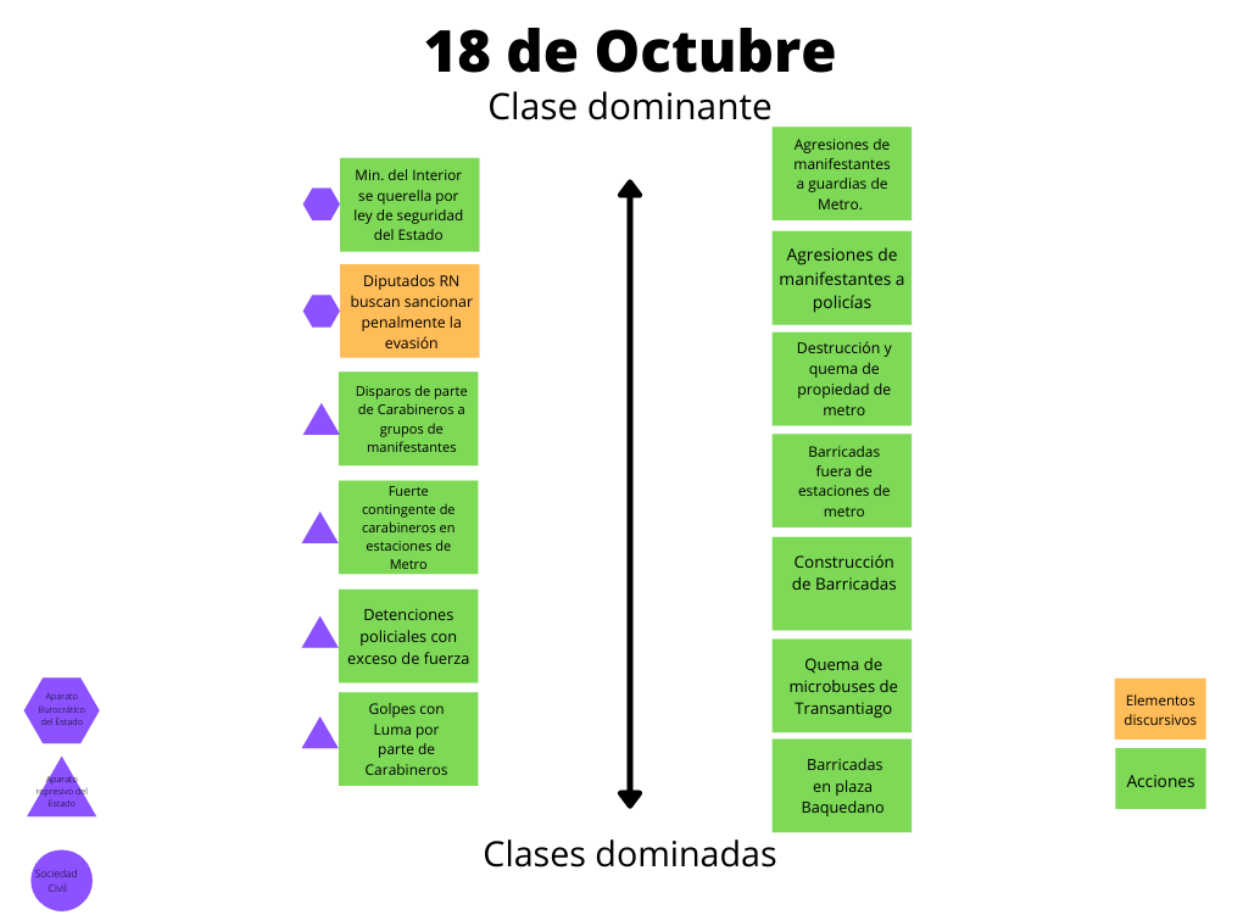 18 de Octubre
Clase dominante
Min. del Interior
se querella por
ley de seguridad
del Estado
Diputados RN
buscan sancionar
penalmente la
evasión
Disparos de parte
de Carabineros a
grupos de
manifestantes
Fuerte
contingente de
carabineros en
estaciones de
Metro
Detenciones
policiales con
exceso de fuerza
Golpes con
Luma por
parte de
Carabineros
Agresiones de
manifestantes
a guardias de
Metro.
Agresiones de
manifestantes a
policías
Destrucción y
quema de
propiedad de
metro
Barricadas
fuera de
estaciones de
metro
Construcción
de Barricadas
Quema de
microbuses de
Transantiago
Barricadas
en plaza
Baquedano
Clases dominadas
Aparato
Burocrático
del Estado
Aparato
represivo del
Estado
Sociedad
Civil
Elementos
discursivos
Acciones